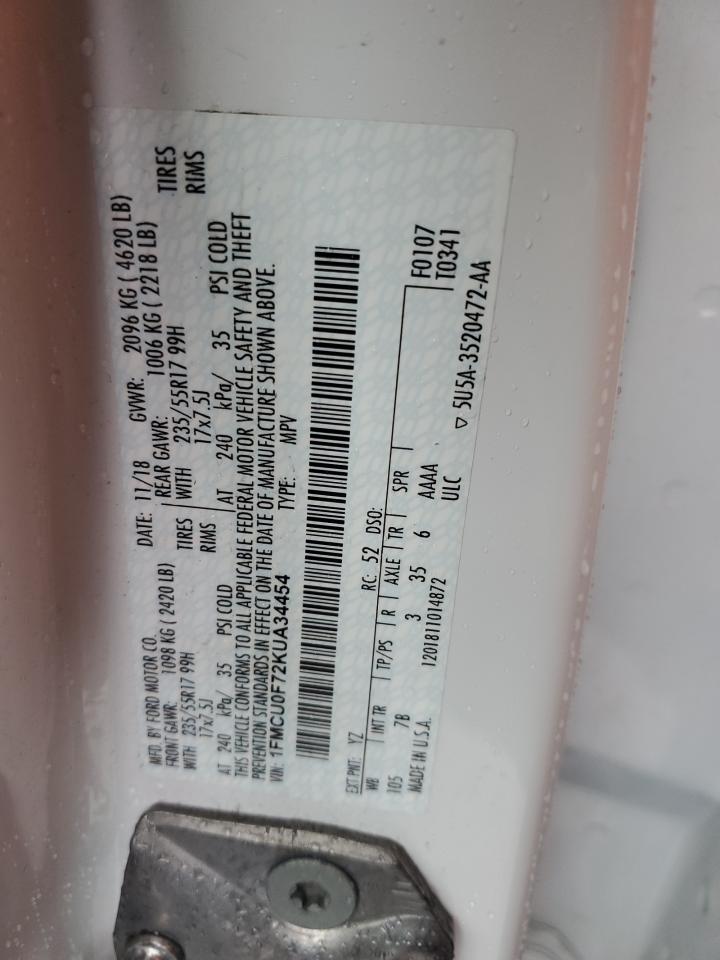 MFD. BY FORD MOTOR CO.
DATE: 11/18 GVWR: 2096 KG ( 4620 LB)
FRONT GAWR: 1098 KG ( 2420 LB) REAR GAWR: 1006 KG ( 2218 LB)
WITH 235/55R17 99H TIRES WITH 235/55R17 99H TIRES
17x7.5J RIMS 17x7.5J RIMS
AT 240 kPa/ 35 PSI COLD AT 240 kPa/ 35 PSI COLD
THIS VEHICLE CONFORMS TO ALL APPLICABLE FEDERAL MOTOR VEHICLE SAFETY AND THEFT
PREVENTION STANDARDS IN EFFECT ON THE DATE OF MANUFACTURE SHOWN ABOVE.
VIN: 1FMCU0F72KUA34454 TYPE: MPV
EXT PNT: YZ RC: 52 DSO:
WB INT TR TP/PS R AXLE TR SPR F0107
105 7B 3 35 6 AAAA T0341
MADE IN U.S.A. 1201811014872 ULC
▽ 5U5A-3520472-AA